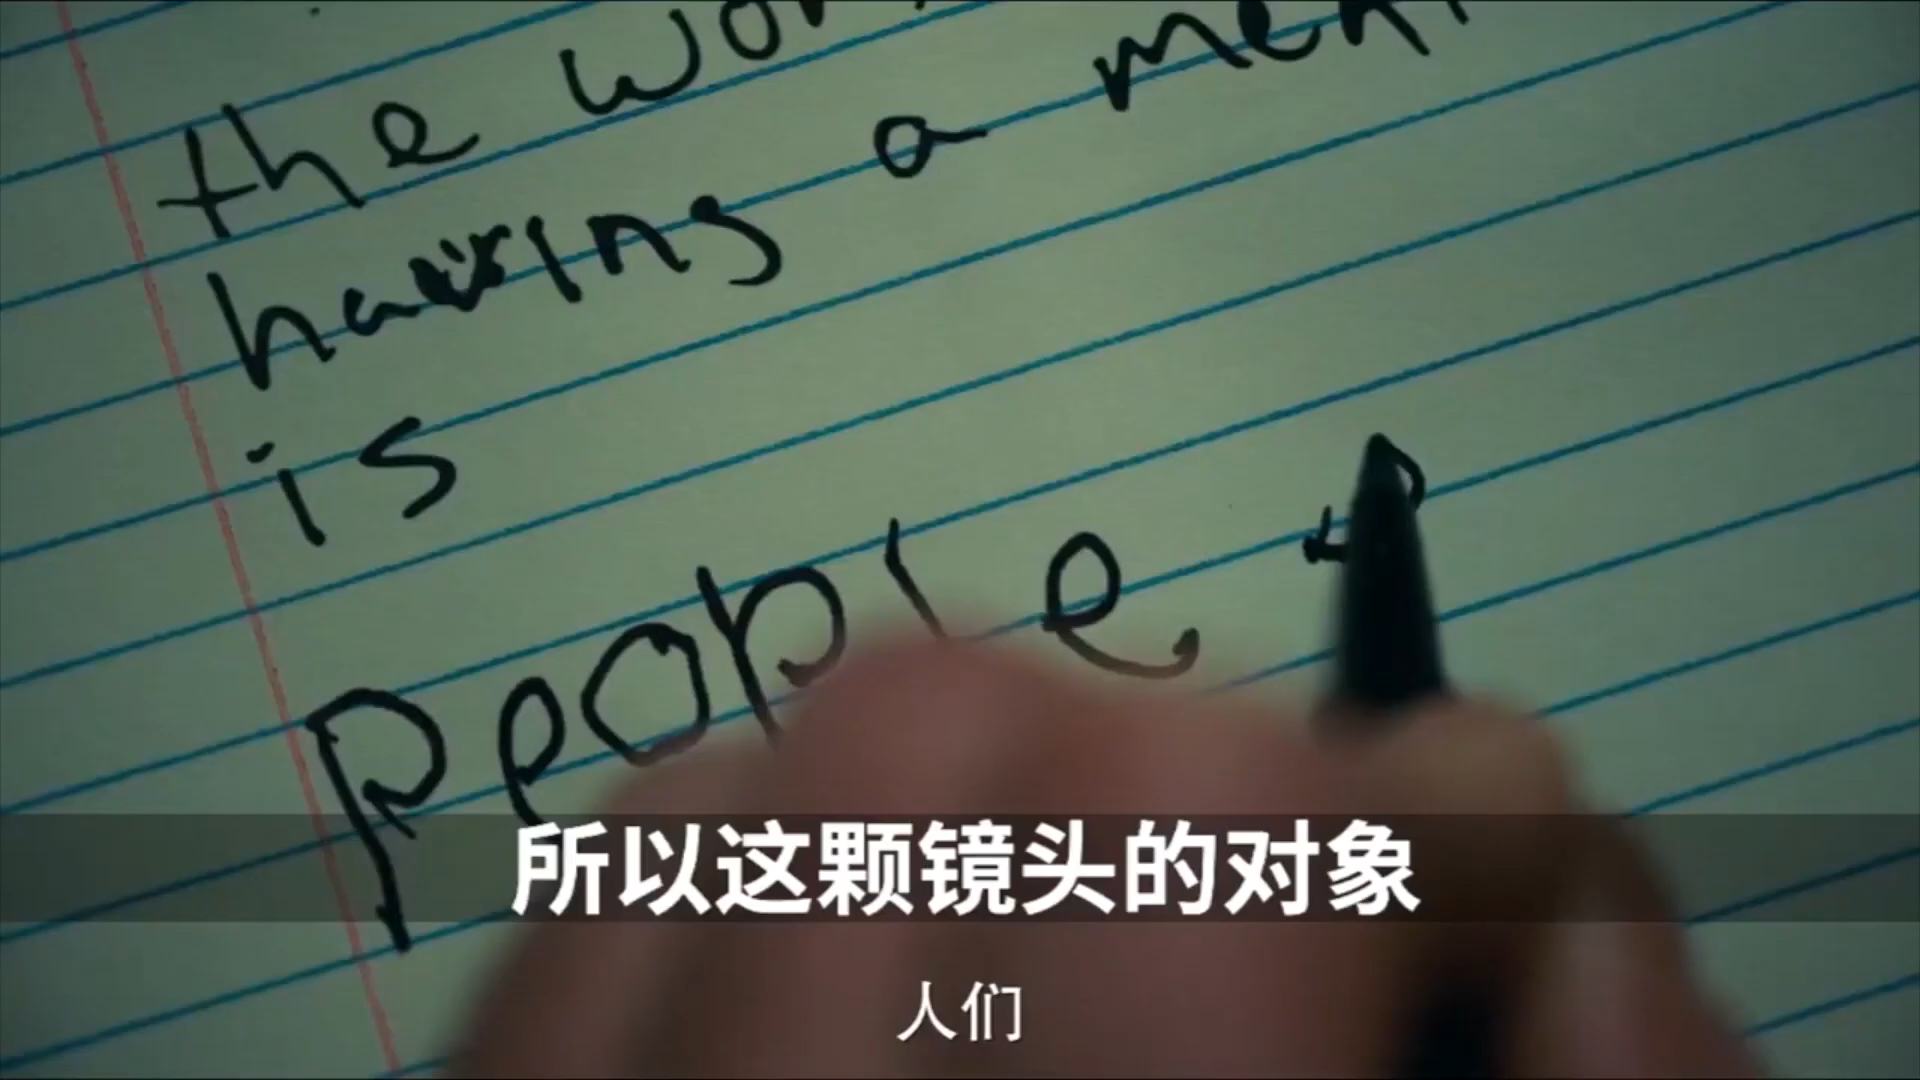 the
having a
is
people
所以这颗镜头的对象
人们